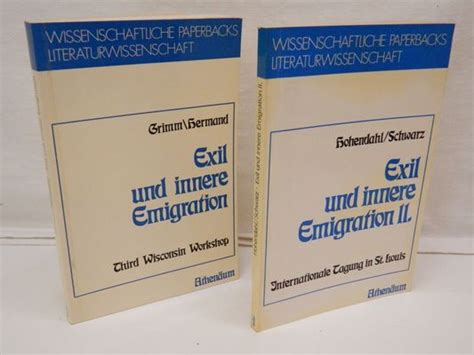 WISSENSCHAFTLICHE PAPERBACKS
LITERATURWISSENSCHAFT
Grimm/Hermand
Exil
und innere
Emigration
Third Wisconsin Workshop
Athenäum
WISSENSCHAFTLICHE PAPERBACKS
LITERATURWISSENSCHAFT
Hohendahl/Schwarz
Exil
und innere
Emigration II.
Internationale Tagung in St. Louis
Athenäum
Hohendahl/Schwarz · Exil und innere Emigration II.